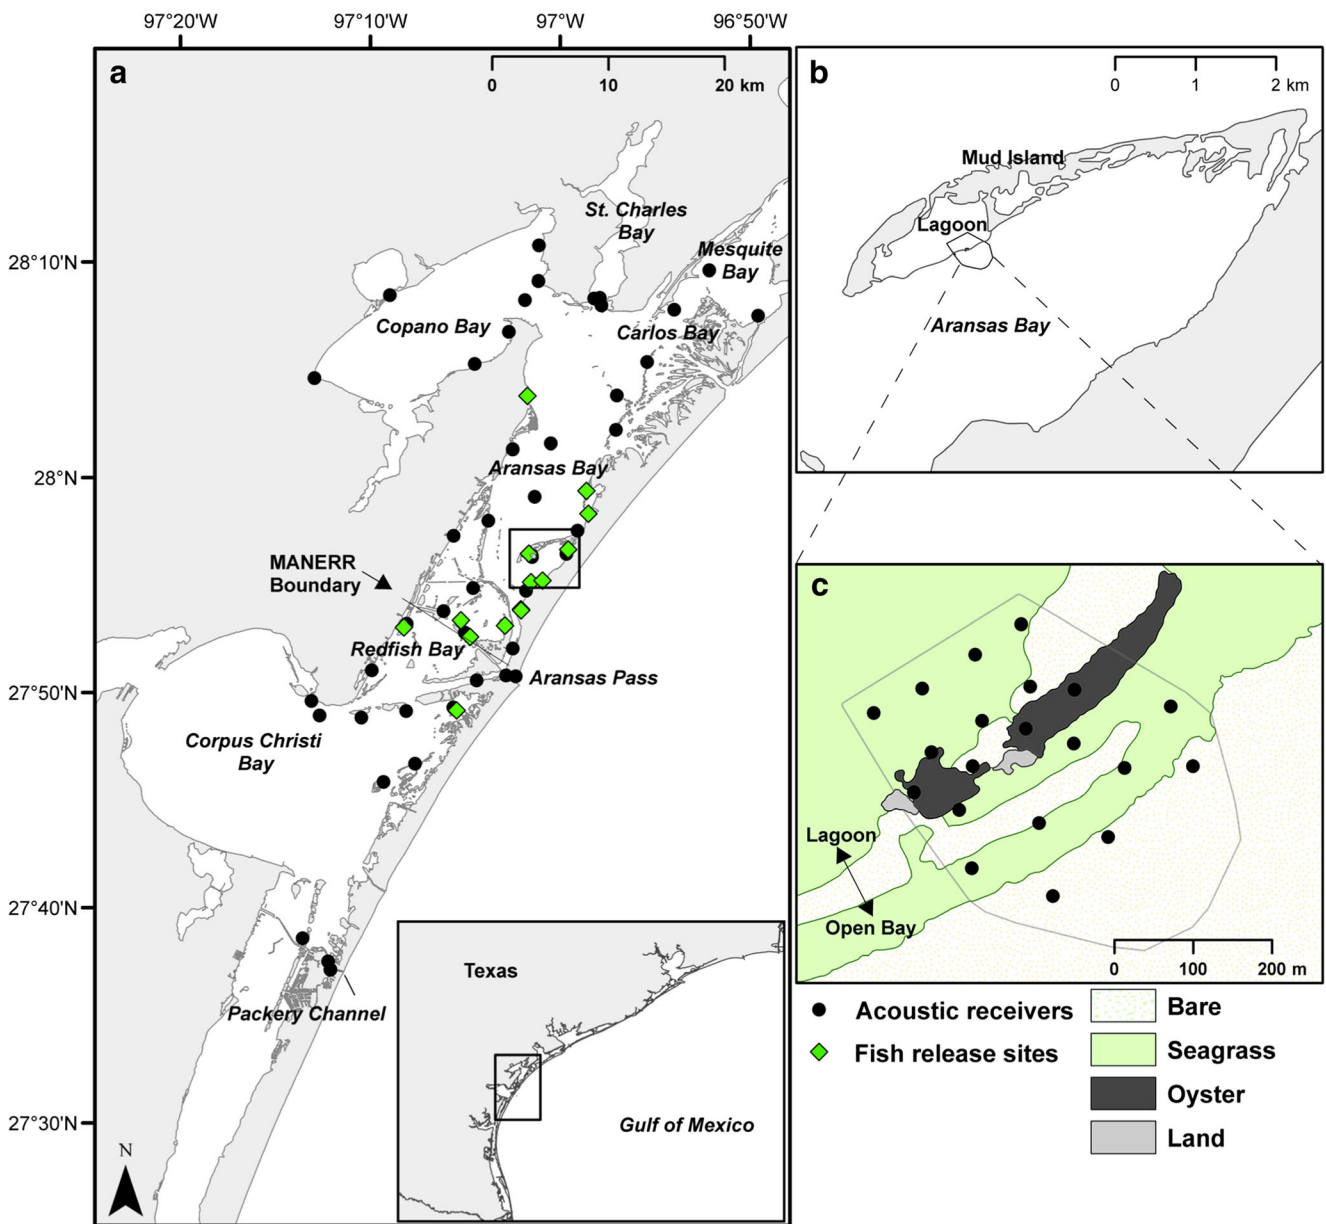 97°20'W 97°10'W 97°W 96°50'W
a
0 10 20 km
St. Charles
Bay
Mesquite
Bay
28°10'N
Copano Bay
Carlos Bay
28°N
Aransas Bay
MANERR
Boundary
Redfish Bay
Aransas Pass
27°50'N
Corpus Christi
Bay
27°40'N
Packery Channel
27°30'N
N
Texas
Gulf of Mexico
b
0 1 2 km
Mud Island
Lagoon
Aransas Bay
c
Lagoon
Open Bay
0 100 200 m
Acoustic receivers
Fish release sites
Bare
Seagrass
Oyster
Land